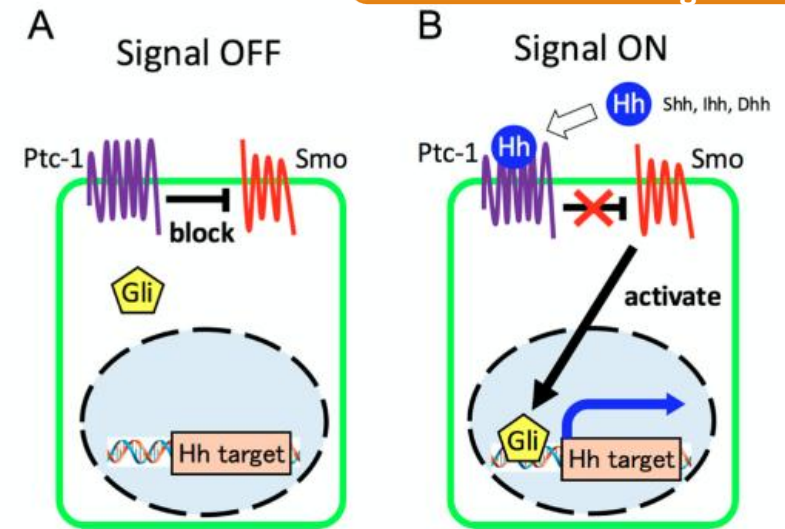 A
Signal OFF
Ptc-1
Smo
block
Gli
Hh target
B
Signal ON
Hh
Shh, Ihh, Dhh
Ptc-1
Hh
Smo
activate
Gli
Hh target